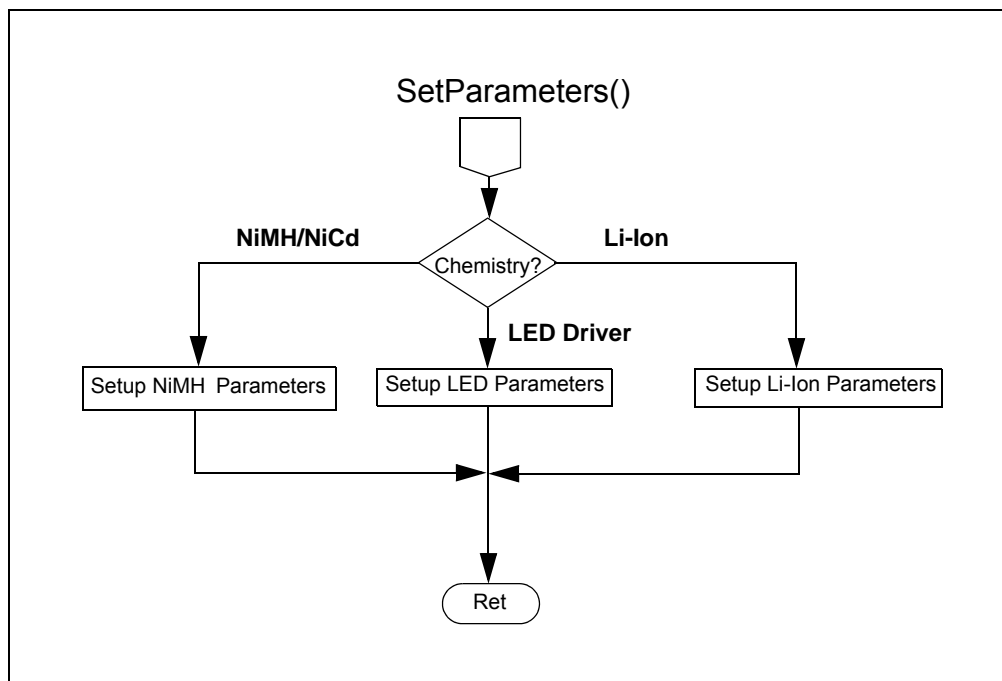 SetParameters()
NiMH/NiCd
Li-Ion
Chemistry?
LED Driver
Setup NiMH  Parameters
Setup LED Parameters
Setup Li-Ion Parameters
Ret